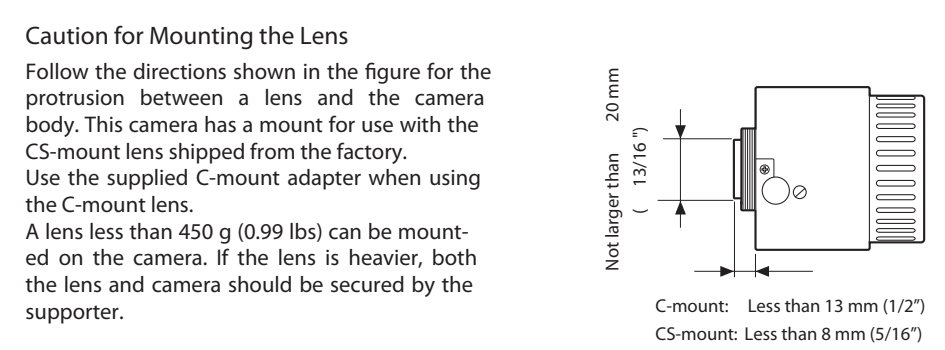 Caution for Mounting the Lens
Follow the directions shown in the figure for the
protrusion between a lens and the camera
body. This camera has a mount for use with the
CS-mount lens shipped from the factory.
Use the supplied C-mount adapter when using
the C-mount lens.
A lens less than 450 g (0.99 lbs) can be mount-
ed on the camera. If the lens is heavier, both
the lens and camera should be secured by the
supporter.
Not larger than 20 mm
( 13/16 ")
C-mount: Less than 13 mm (1/2”)
CS-mount: Less than 8 mm (5/16”)